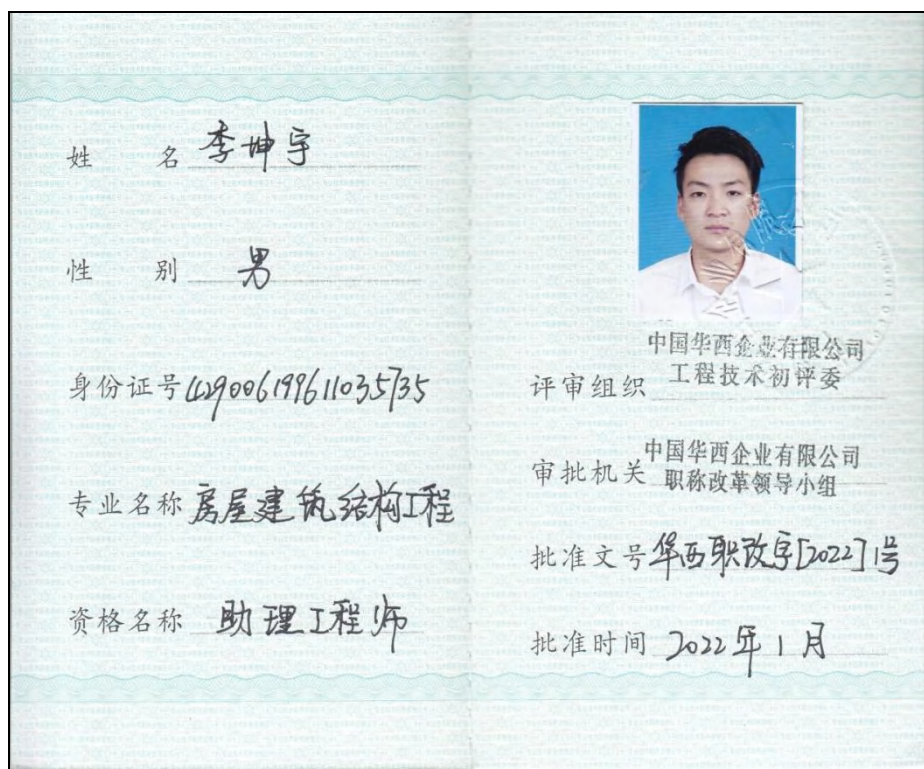 姓名 李坤宇
性别 男
身份证号 429006199611035735
专业名称 房屋建筑结构工程
资格名称 助理工程师
评审组织 中国华西企业有限公司
工程技术初评委
审批机关 中国华西企业有限公司
职称改革领导小组
批准文号 华西职改字[2022]1号
批准时间 2022年1月